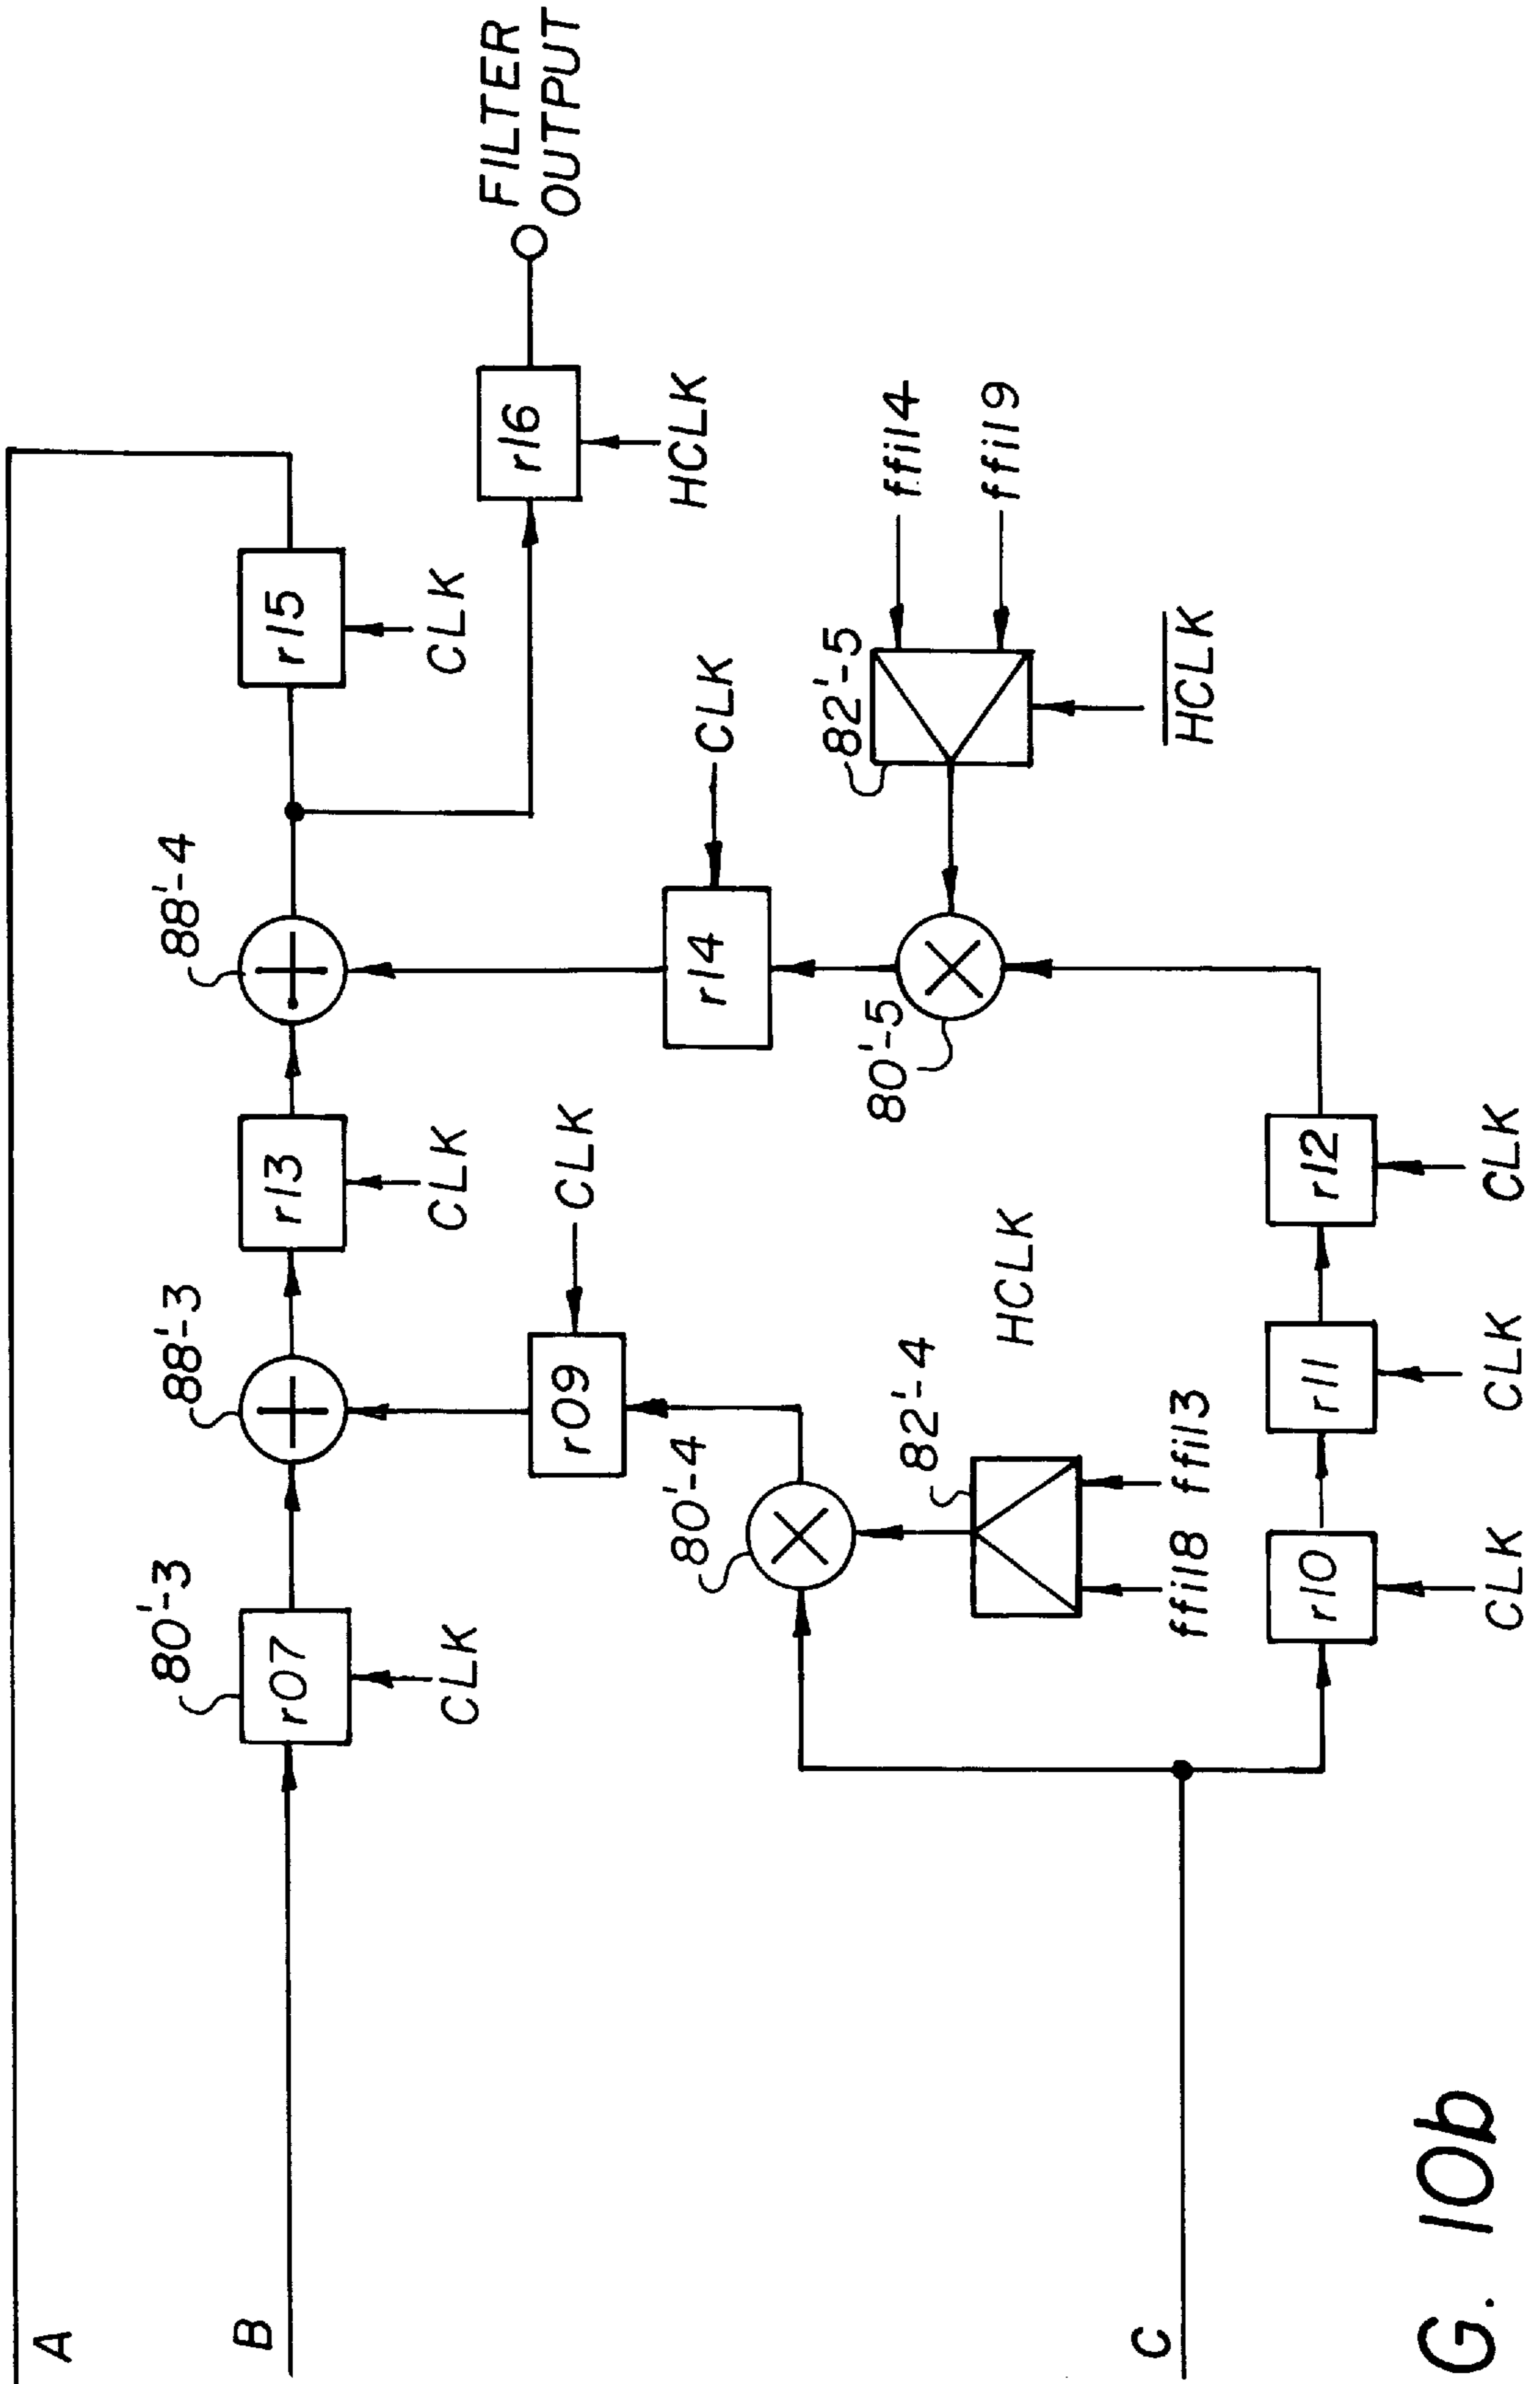 A
B
C
80'-3
r07
CLK
88'-3
r13
CLK
88'-4
r15
CLK
r16
HCLK
FILTER
OUTPUT
r09
CLK
r14
CLK
80'-4
82'-4
HCLK
ffil8 ffil3
80'-5
82'-5
ffil4
ffil9
HCLK
r10
CLK
r11
CLK
r12
CLK
G. 10b